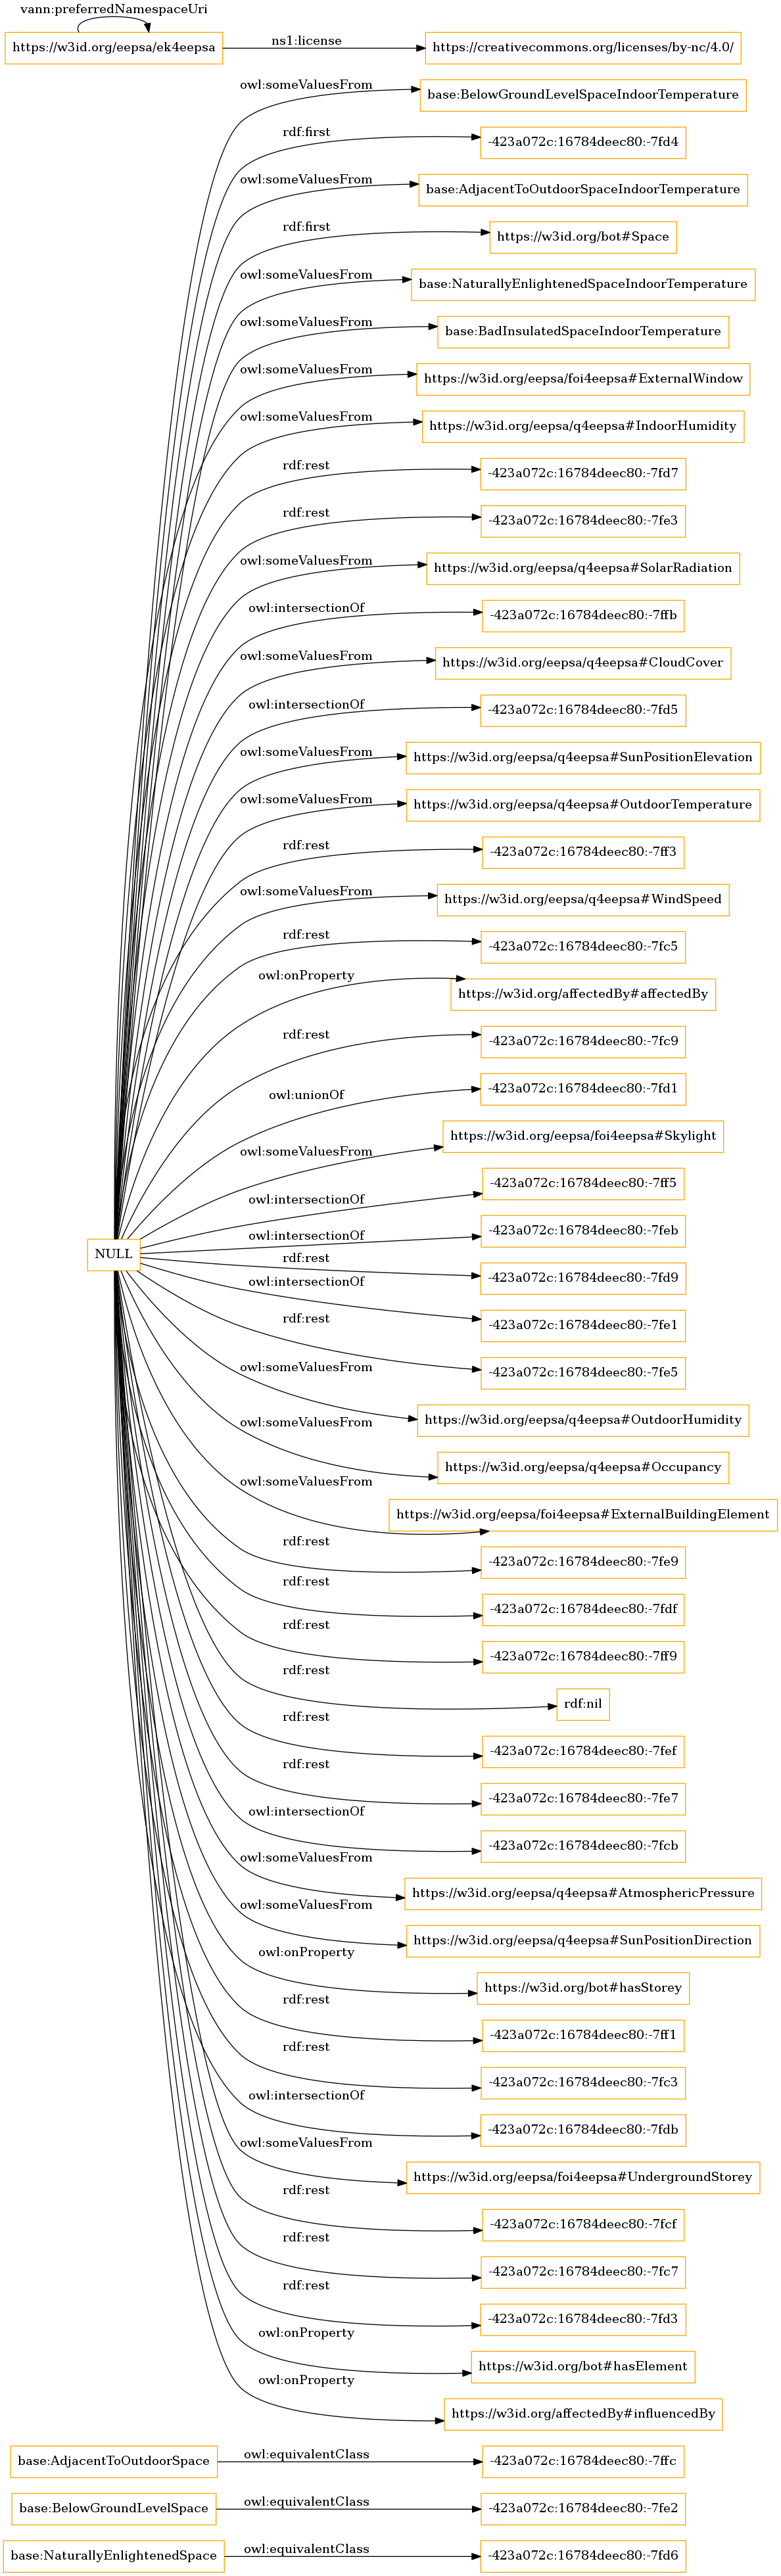 vann:preferredNamespaceUri
https://w3id.org/eepsa/ek4eepsa
ns1:license
https://creativecommons.org/licenses/by-nc/4.0/
owl:someValuesFrom
base:BelowGroundLevelSpaceIndoorTemperature
rdf:first
-423a072c:16784deec80:-7fd4
owl:someValuesFrom
base:AdjacentToOutdoorSpaceIndoorTemperature
rdf:first
https://w3id.org/bot#Space
owl:someValuesFrom
base:NaturallyEnlightenedSpaceIndoorTemperature
owl:someValuesFrom
base:BadInsulatedSpaceIndoorTemperature
owl:someValuesFrom
https://w3id.org/eepsa/foi4eepsa#ExternalWindow
owl:someValuesFrom
https://w3id.org/eepsa/q4eepsa#IndoorHumidity
rdf:rest
-423a072c:16784deec80:-7fd7
rdf:rest
-423a072c:16784deec80:-7fe3
owl:someValuesFrom
https://w3id.org/eepsa/q4eepsa#SolarRadiation
owl:intersectionOf
-423a072c:16784deec80:-7ffb
owl:someValuesFrom
https://w3id.org/eepsa/q4eepsa#CloudCover
owl:intersectionOf
-423a072c:16784deec80:-7fd5
owl:someValuesFrom
https://w3id.org/eepsa/q4eepsa#SunPositionElevation
owl:someValuesFrom
https://w3id.org/eepsa/q4eepsa#OutdoorTemperature
rdf:rest
-423a072c:16784deec80:-7ff3
owl:someValuesFrom
https://w3id.org/eepsa/q4eepsa#WindSpeed
rdf:rest
-423a072c:16784deec80:-7fc5
owl:onProperty
https://w3id.org/affectedBy#affectedBy
rdf:rest
-423a072c:16784deec80:-7fc9
owl:unionOf
-423a072c:16784deec80:-7fd1
owl:someValuesFrom
https://w3id.org/eepsa/foi4eepsa#Skylight
owl:intersectionOf
-423a072c:16784deec80:-7ff5
owl:intersectionOf
-423a072c:16784deec80:-7feb
NULL
rdf:rest
-423a072c:16784deec80:-7fd9
owl:intersectionOf
-423a072c:16784deec80:-7fe1
rdf:rest
-423a072c:16784deec80:-7fe5
owl:someValuesFrom
https://w3id.org/eepsa/q4eepsa#OutdoorHumidity
owl:someValuesFrom
https://w3id.org/eepsa/q4eepsa#Occupancy
owl:someValuesFrom
https://w3id.org/eepsa/foi4eepsa#ExternalBuildingElement
rdf:rest
-423a072c:16784deec80:-7fe9
rdf:rest
-423a072c:16784deec80:-7fdf
rdf:rest
-423a072c:16784deec80:-7ff9
rdf:rest
rdf:nil
rdf:rest
-423a072c:16784deec80:-7fef
rdf:rest
-423a072c:16784deec80:-7fe7
owl:intersectionOf
-423a072c:16784deec80:-7fcb
owl:someValuesFrom
https://w3id.org/eepsa/q4eepsa#AtmosphericPressure
owl:someValuesFrom
https://w3id.org/eepsa/q4eepsa#SunPositionDirection
owl:onProperty
https://w3id.org/bot#hasStorey
rdf:rest
-423a072c:16784deec80:-7ff1
rdf:rest
-423a072c:16784deec80:-7fc3
owl:intersectionOf
-423a072c:16784deec80:-7fdb
owl:someValuesFrom
https://w3id.org/eepsa/foi4eepsa#UndergroundStorey
rdf:rest
-423a072c:16784deec80:-7fcf
rdf:rest
-423a072c:16784deec80:-7fc7
rdf:rest
-423a072c:16784deec80:-7fd3
owl:onProperty
https://w3id.org/bot#hasElement
owl:onProperty
https://w3id.org/affectedBy#influencedBy
base:AdjacentToOutdoorSpace
owl:equivalentClass
-423a072c:16784deec80:-7ffc
base:BelowGroundLevelSpace
owl:equivalentClass
-423a072c:16784deec80:-7fe2
base:NaturallyEnlightenedSpace
owl:equivalentClass
-423a072c:16784deec80:-7fd6